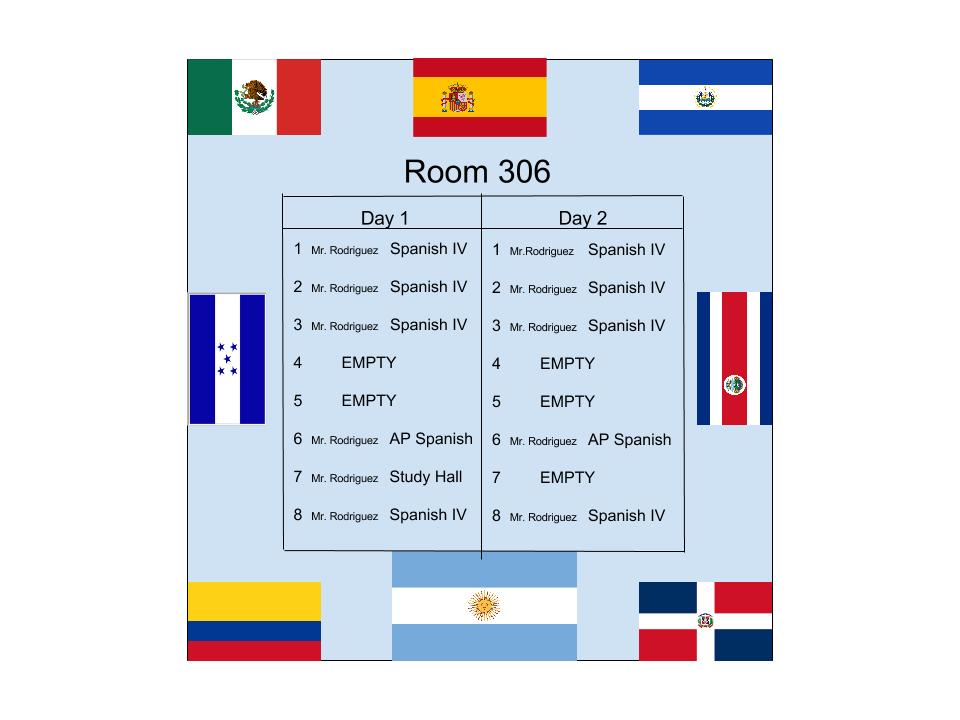 Room 306
Day 1
1 Mr. Rodriguez Spanish IV
2 Mr. Rodriguez Spanish IV
3 Mr. Rodriguez Spanish IV
4 EMPTY
5 EMPTY
6 Mr. Rodriguez AP Spanish
7 Mr. Rodriguez Study Hall
8 Mr. Rodriguez Spanish IV
Day 2
1 Mr.Rodriguez Spanish IV
2 Mr. Rodriguez Spanish IV
3 Mr. Rodriguez Spanish IV
4 EMPTY
5 EMPTY
6 Mr. Rodriguez AP Spanish
7 EMPTY
8 Mr. Rodriguez Spanish IV